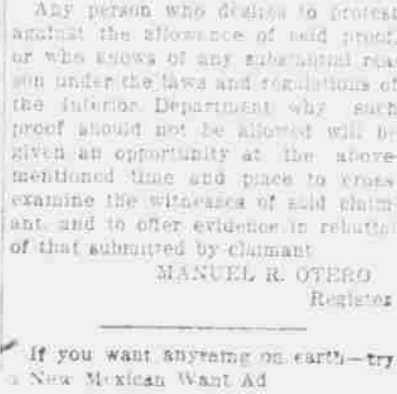 Any person who desires to protest
against the allowance of said proof,
or who knows of any substantial rea
son under the laws and regulations of
the Interior Department why such
proof should not be allowed will be
given an opportunity at the above-
mentioned time and place to cross
examine the witnesses of said claim-
ant, and to offer evidence in rebuttal
of that submitted by claimant
MANUEL R. OTERO
Register
If you want anything on earth—try
a New Mexican Want Ad